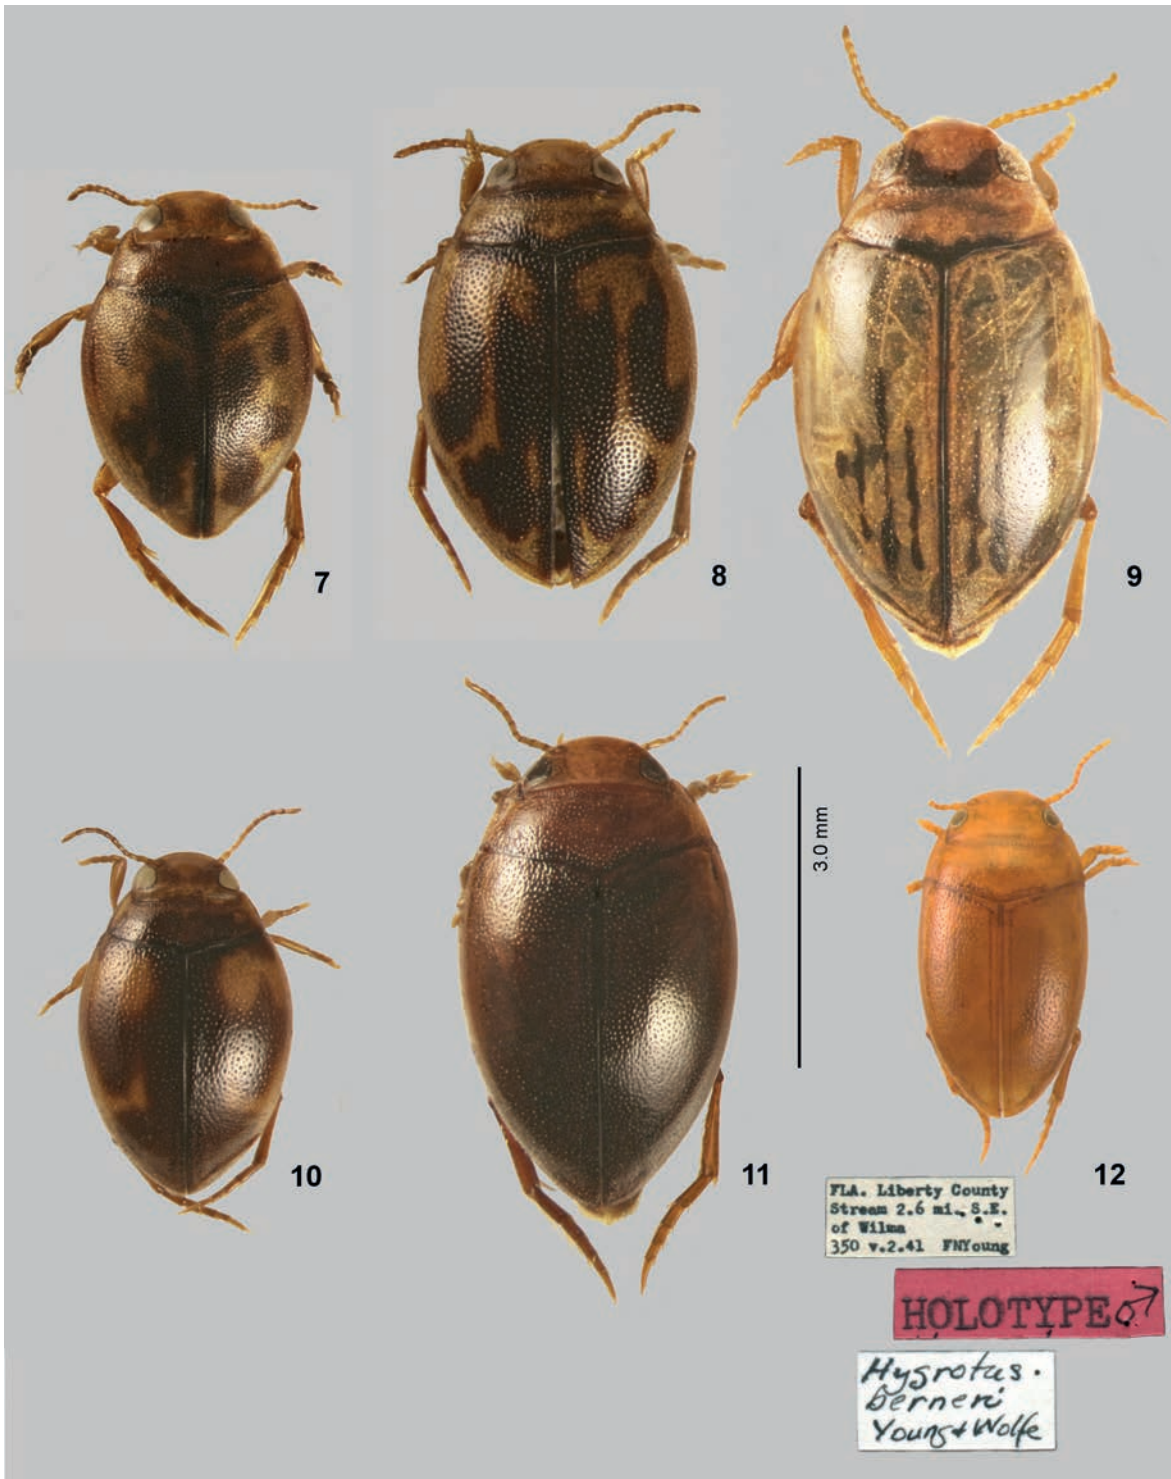 7
8
9
3.0 mm
10
11
12
FLA. Liberty County
Stream 2.6 mi., S.E.
of Wilma
350 v.2.41 FNYoung
HOLOTYPE♂
Hygrotus
berneri
Young + Wolfe